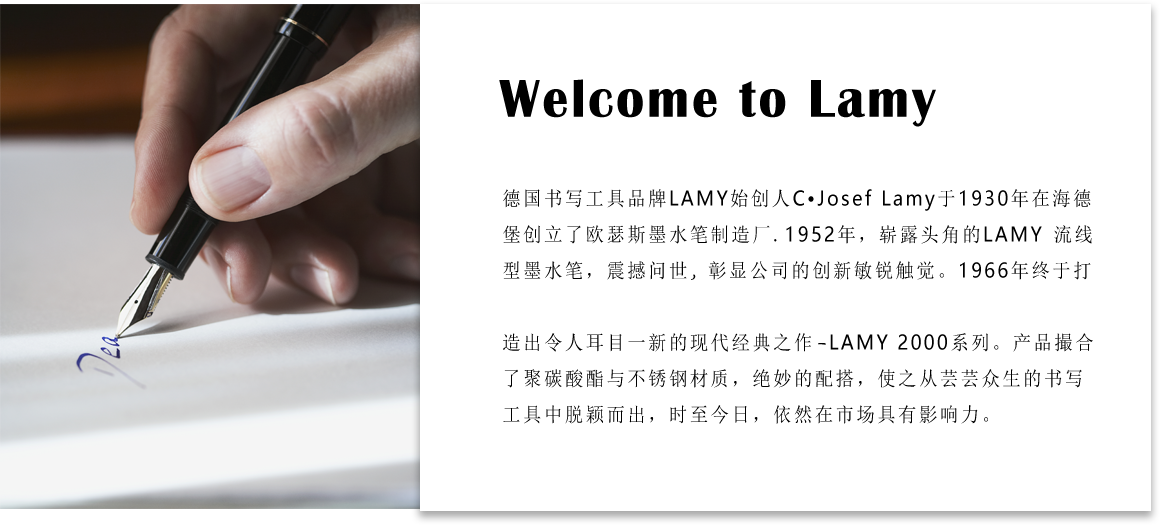 Welcome to Lamy
德国书写工具品牌LAMY始创人C•Josef Lamy于1930年在海德
堡创立了欧瑟斯墨水笔制造厂. 1952年，崭露头角的LAMY 流线
型墨水笔，震撼问世, 彰显公司的创新敏锐触觉。1966年终于打
造出令人耳目一新的现代经典之作–LAMY 2000系列。产品撮合
了聚碳酸酯与不锈钢材质，绝妙的配搭，使之从芸芸众生的书写
工具中脱颖而出，时至今日，依然在市场具有影响力。
Dea